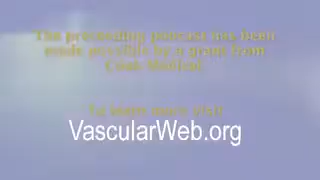 The preceding podcast has been
made possible by a grant from
Cook Medical.
To learn more visit
VascularWeb.org